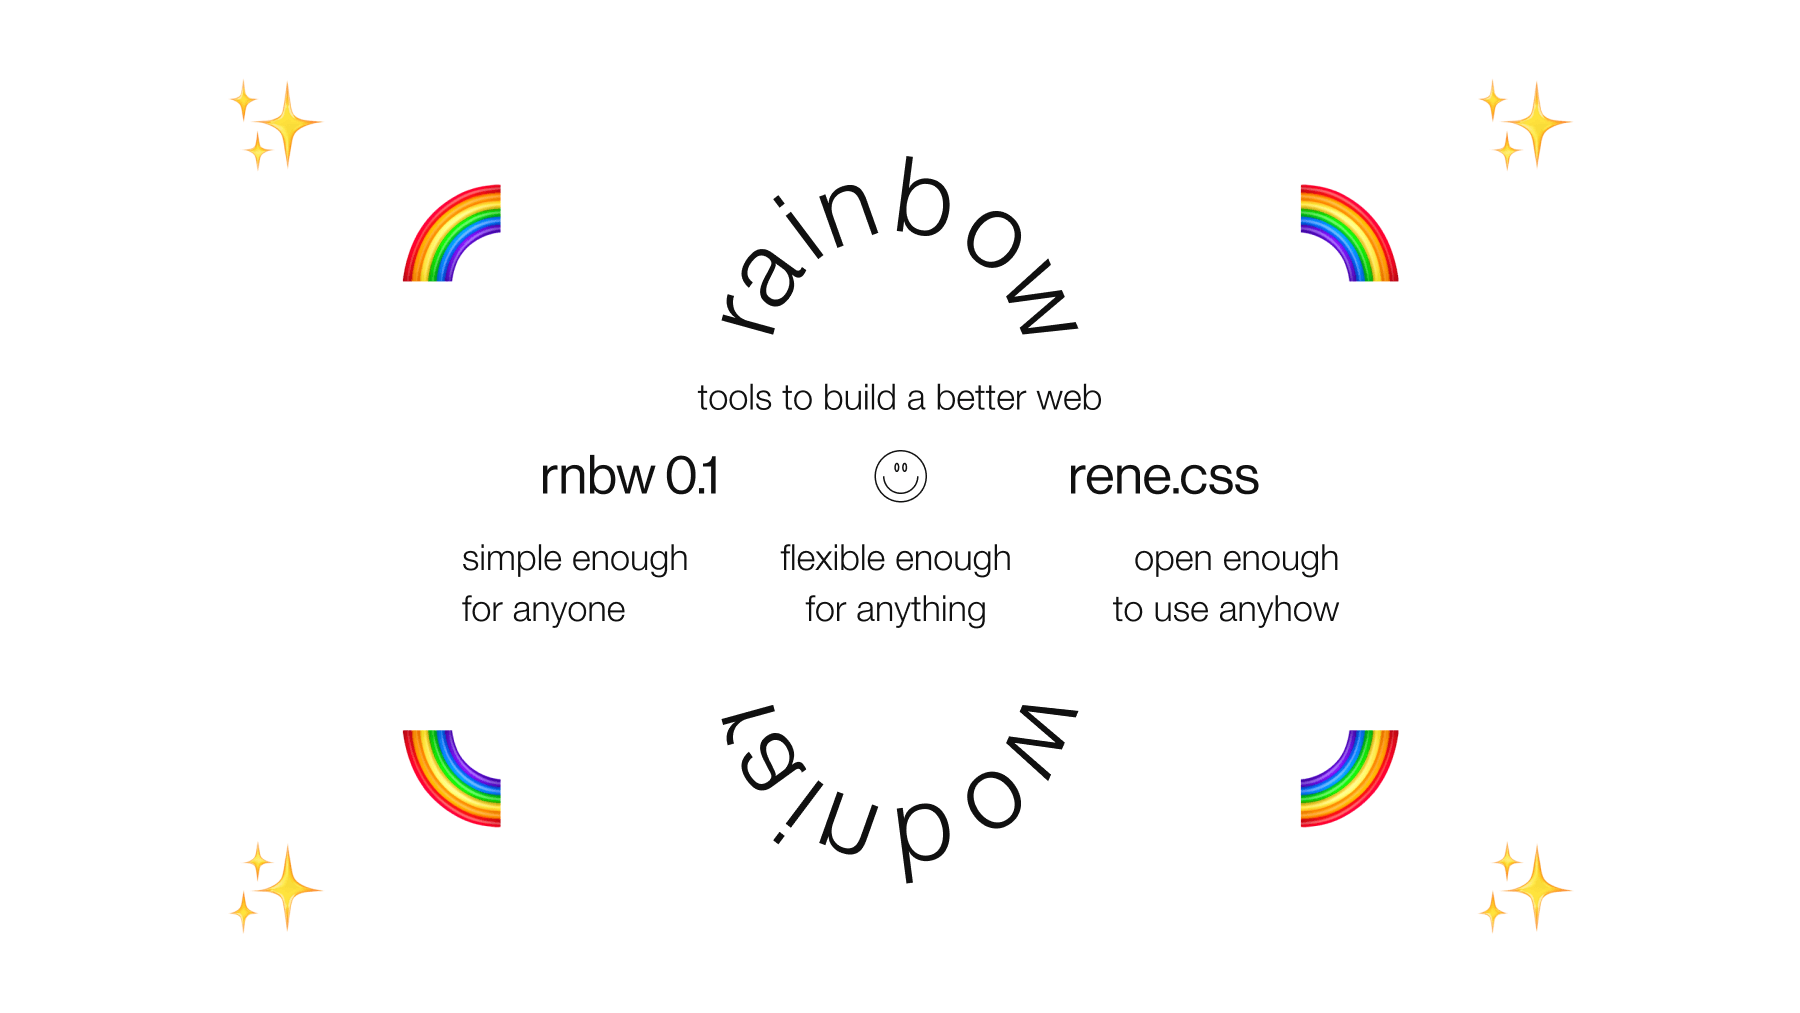 rainbow
tools to build a better web
rnbw 0.1
rene.css
simple enough
for anyone
flexible enough
for anything
open enough
to use anyhow
rainbow